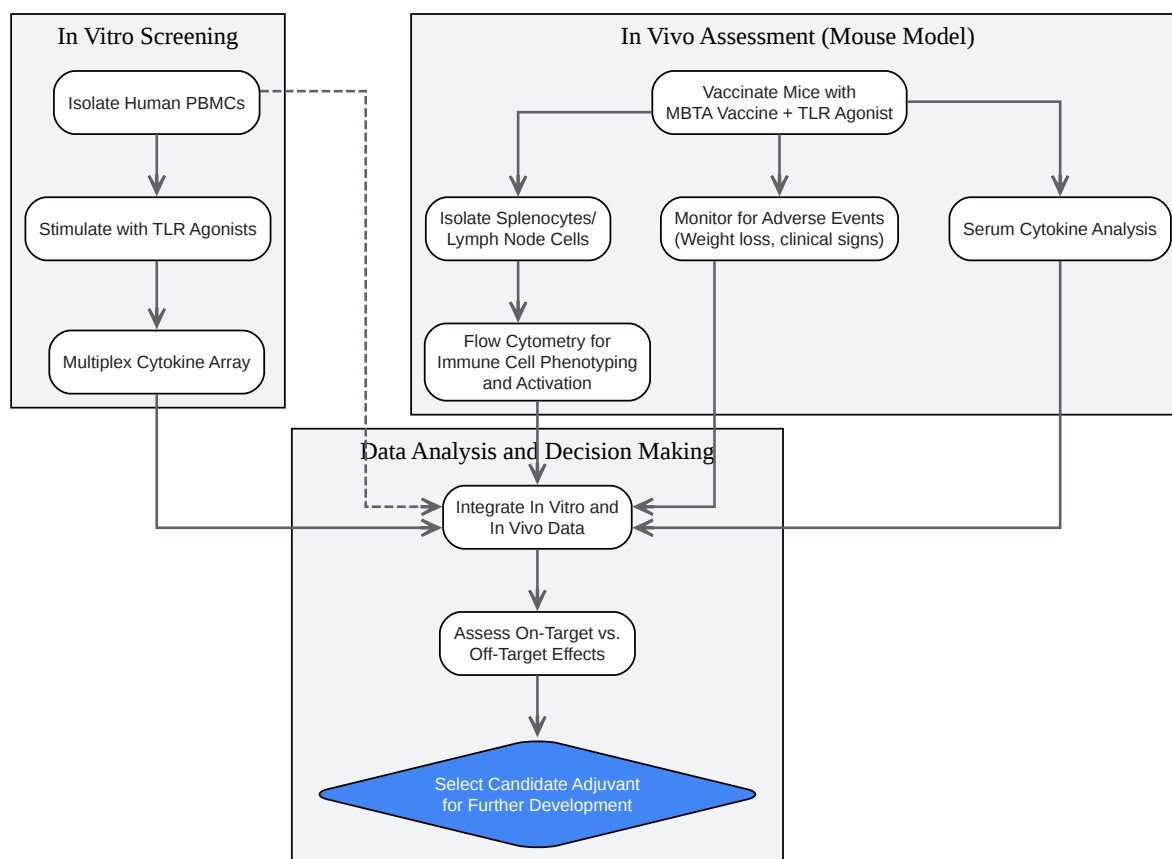 In Vitro Screening
Isolate Human PBMCs
Stimulate with TLR Agonists
Multiplex Cytokine Array
In Vivo Assessment (Mouse Model)
Vaccinate Mice with
MBTA Vaccine + TLR Agonist
Isolate Splenocytes/
Lymph Node Cells
Monitor for Adverse Events
(Weight loss, clinical signs)
Serum Cytokine Analysis
Flow Cytometry for
Immune Cell Phenotyping
and Activation
Data Analysis and Decision Making
Integrate In Vitro and
In Vivo Data
Assess On-Target vs.
Off-Target Effects
Select Candidate Adjuvant
for Further Development